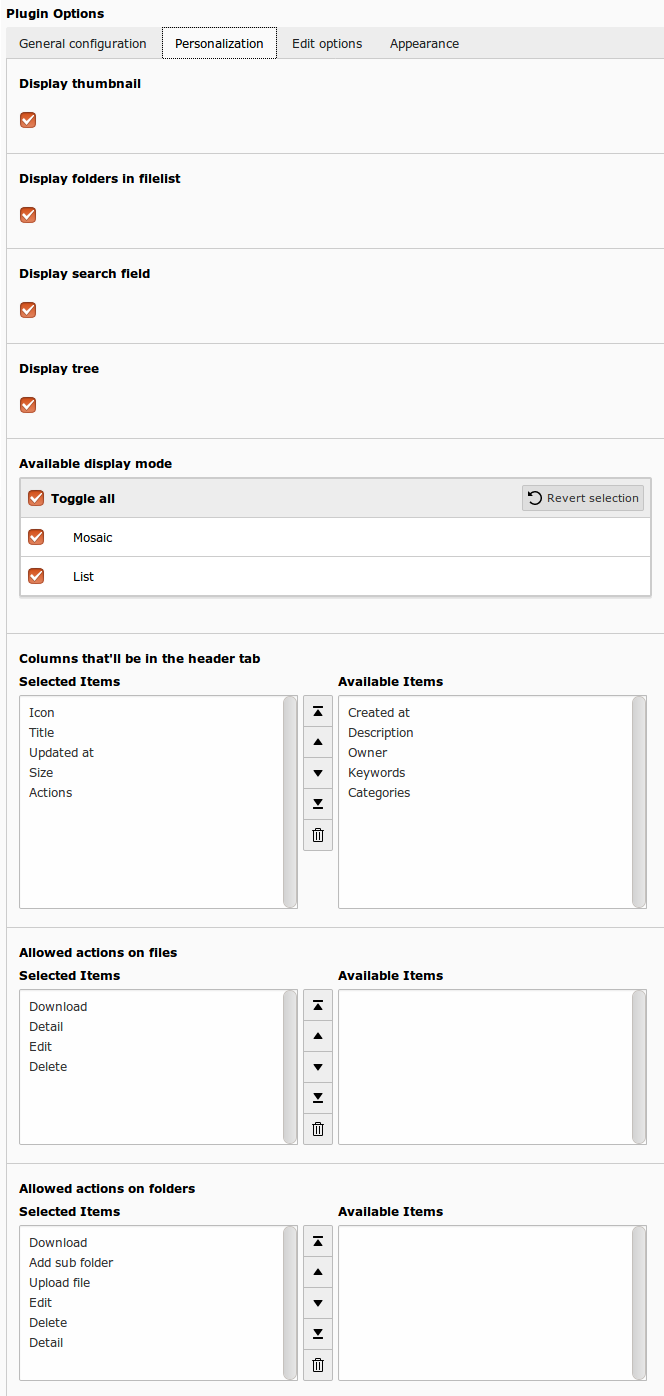 Plugin Options
General configuration Personalization Edit options Appearance
Display thumbnail
Display folders in filelist
Display search field
Display tree
Available display mode
Toggle all Revert selection
Mosaic
List
Columns that'll be in the header tab
Selected Items Available Items
Icon Created at
Title Description
Updated at Owner
Size Keywords
Actions Categories
Allowed actions on files
Selected Items Available Items
Download
Detail
Edit
Delete
Allowed actions on folders
Selected Items Available Items
Download
Add sub folder
Upload file
Edit
Delete
Detail